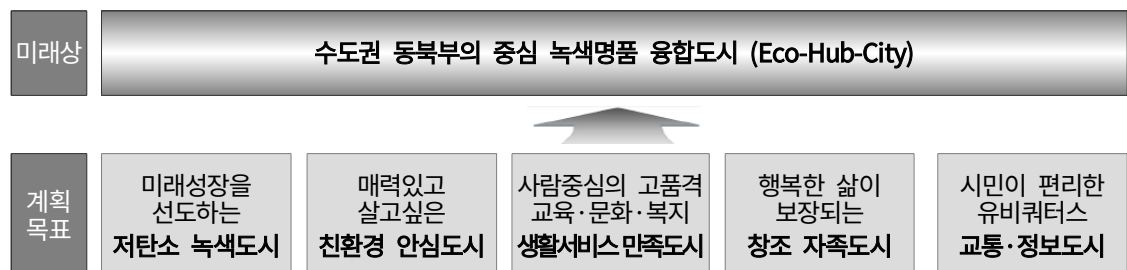 미래상
수도권 동북부의 중심 녹색명품 융합도시 (Eco-Hub-City)
계획
목표
미래성장을
선도하는
저탄소 녹색도시
매력있고
살고싶은
친환경 안심도시
사람중심의 고품격
교육·문화·복지
생활서비스 만족도시
행복한 삶이
보장되는
창조 자족도시
시민이 편리한
유비쿼터스
교통·정보도시